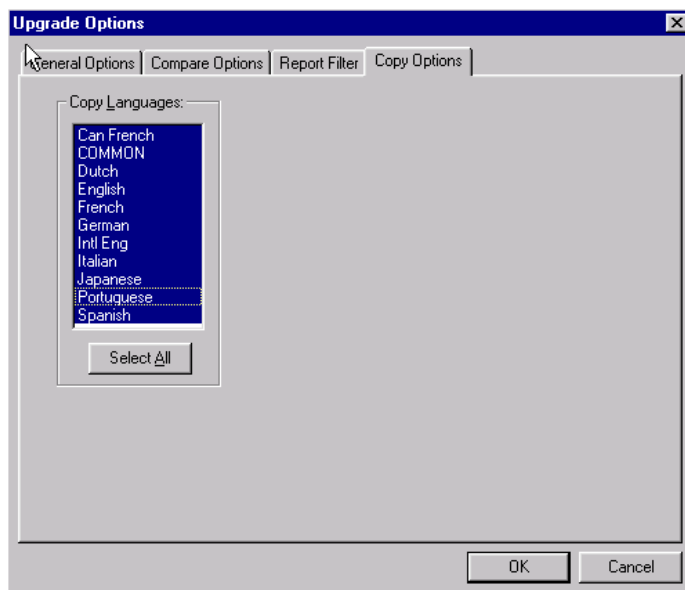 Upgrade Options
General Options
Compare Options
Report Filter
Copy Options
Copy Languages:
Can French
COMMON
Dutch
English
French
German
Intl Eng
Italian
Japanese
Portuguese
Spanish
Select All
OK
Cancel